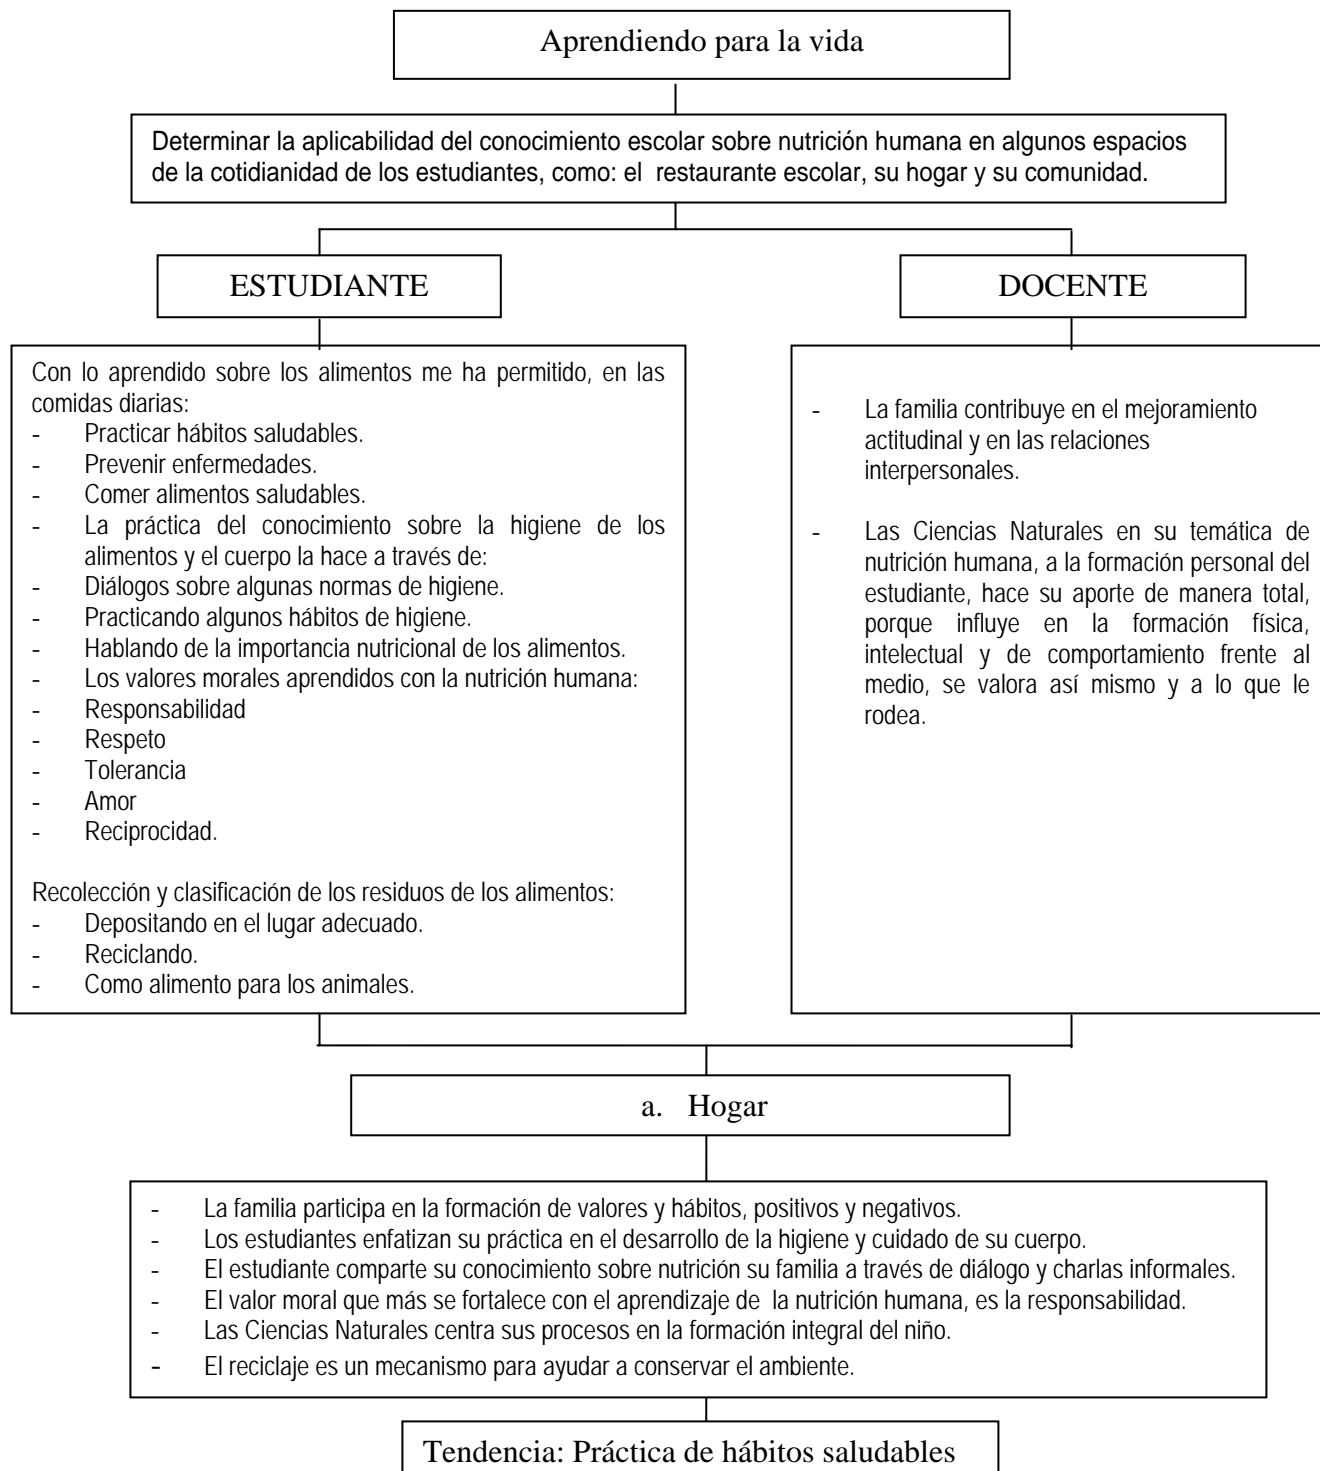 Aprendiendo para la vida
Determinar la aplicabilidad del conocimiento escolar sobre nutrición humana en algunos espacios
de la cotidianidad de los estudiantes, como: el  restaurante escolar, su hogar y su comunidad.
ESTUDIANTE
Con lo aprendido sobre los alimentos me ha permitido, en las
comidas diarias:
- Practicar hábitos saludables.
- Prevenir enfermedades.
- Comer alimentos saludables.
- La práctica del conocimiento sobre la higiene de los
alimentos y el cuerpo la hace a través de:
- Diálogos sobre algunas normas de higiene.
- Practicando algunos hábitos de higiene.
- Hablando de la importancia nutricional de los alimentos.
- Los valores morales aprendidos con la nutrición humana:
- Responsabilidad
- Respeto
- Tolerancia
- Amor
- Reciprocidad.
Recolección y clasificación de los residuos de los alimentos:
- Depositando en el lugar adecuado.
- Reciclando.
- Como alimento para los animales.
DOCENTE
- La familia contribuye en el mejoramiento
actitudinal y en las relaciones
interpersonales.
- Las Ciencias Naturales en su temática de
nutrición humana, a la formación personal del
estudiante, hace su aporte de manera total,
porque influye en la formación física,
intelectual y de comportamiento frente al
medio, se valora así mismo y a lo que le
rodea.
a. Hogar
- La familia participa en la formación de valores y hábitos, positivos y negativos.
- Los estudiantes enfatizan su práctica en el desarrollo de la higiene y cuidado de su cuerpo.
- El estudiante comparte su conocimiento sobre nutrición su familia a través de diálogo y charlas informales.
- El valor moral que más se fortalece con el aprendizaje de  la nutrición humana, es la responsabilidad.
- Las Ciencias Naturales centra sus procesos en la formación integral del niño.
- El reciclaje es un mecanismo para ayudar a conservar el ambiente.
Tendencia: Práctica de hábitos saludables